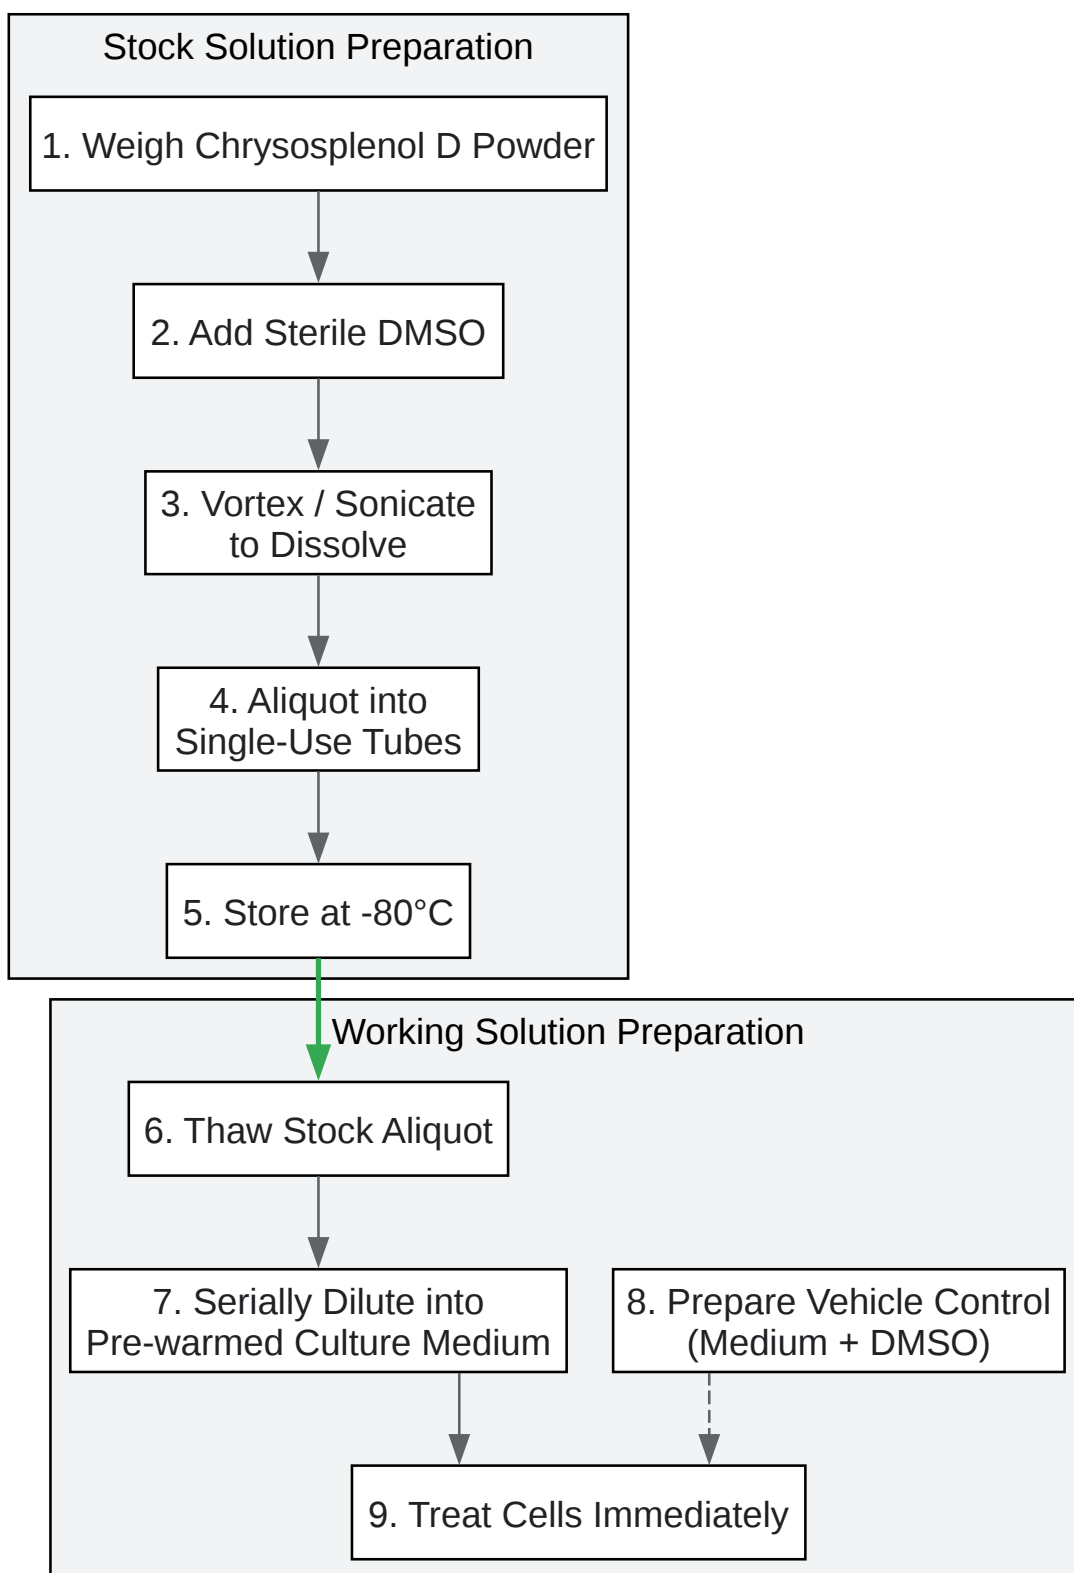 Stock Solution Preparation
1. Weigh Chrysosplenol D Powder
2. Add Sterile DMSO
3. Vortex / Sonicate
to Dissolve
4. Aliquot into
Single-Use Tubes
5. Store at -80°C
Working Solution Preparation
6. Thaw Stock Aliquot
7. Serially Dilute into
Pre-warmed Culture Medium
8. Prepare Vehicle Control
(Medium + DMSO)
9. Treat Cells Immediately